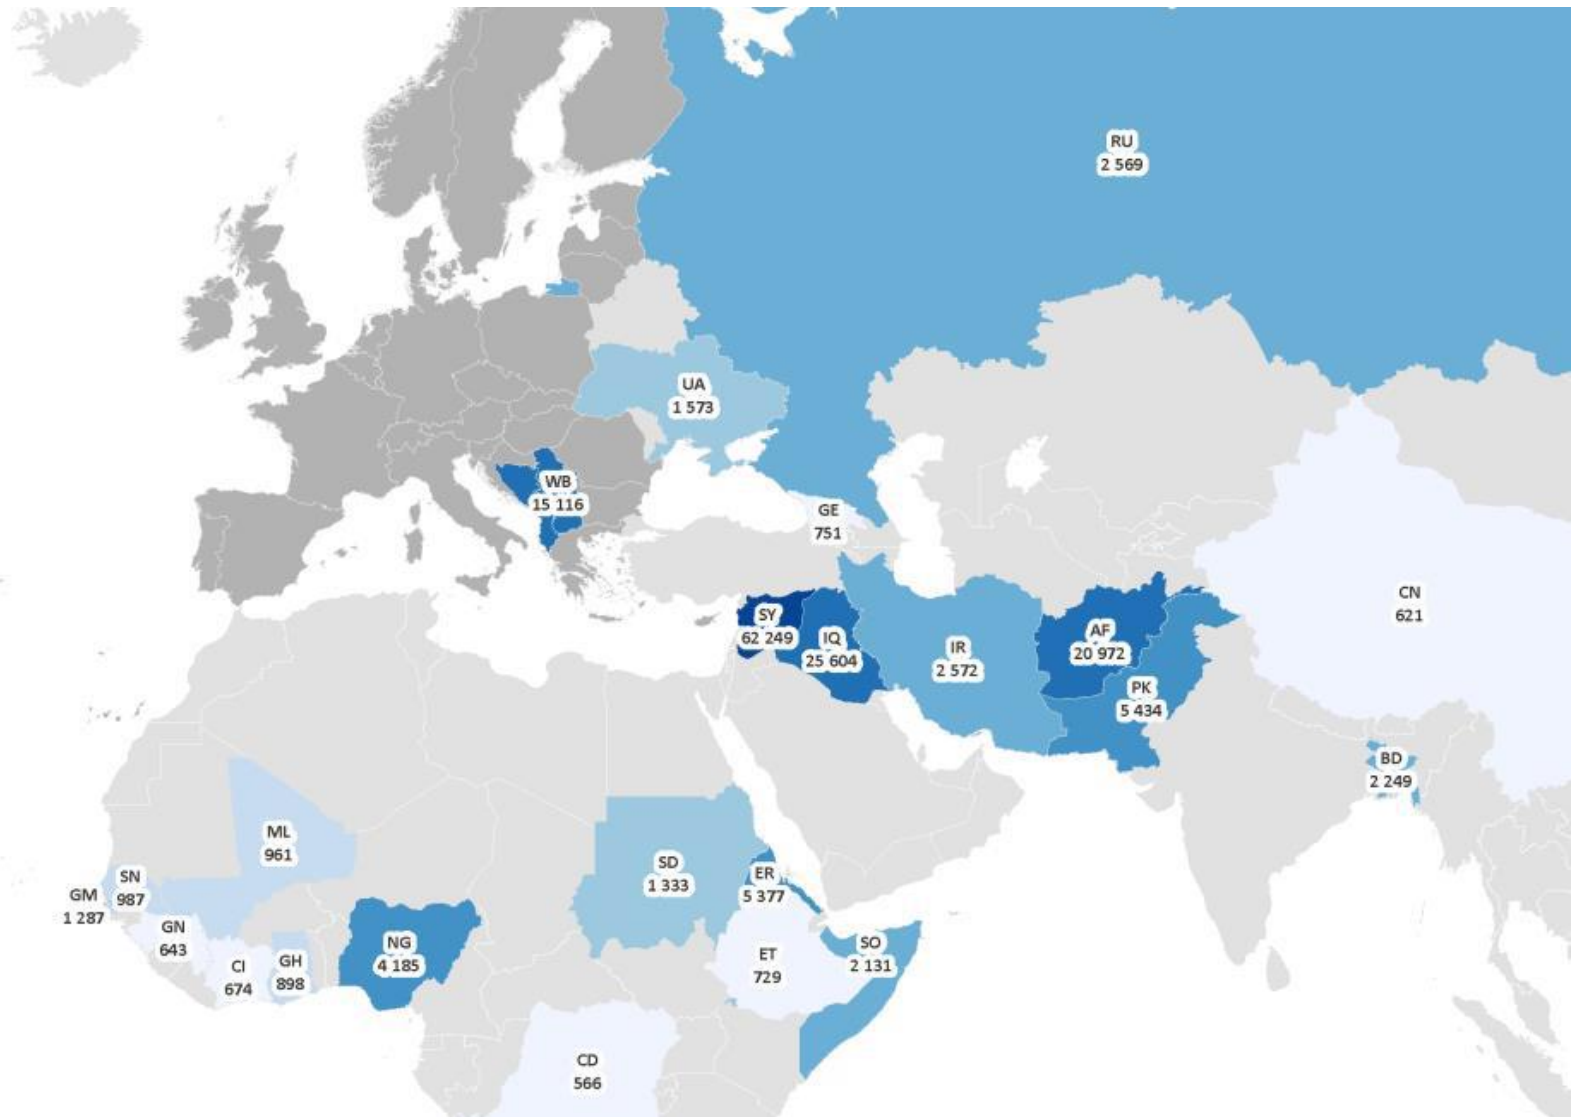 RU
2 569
UA
1 573
WB
15 116
GE
751
SY
62 249
IQ
25 604
IR
2 572
AF
20 972
PK
5 434
CN
621
BD
2 249
ML
961
SD
1 333
ER
5 377
SN
987
GM
1 287
GN
643
CI
674
GH
898
NG
4 185
ET
729
SO
2 131
CD
566